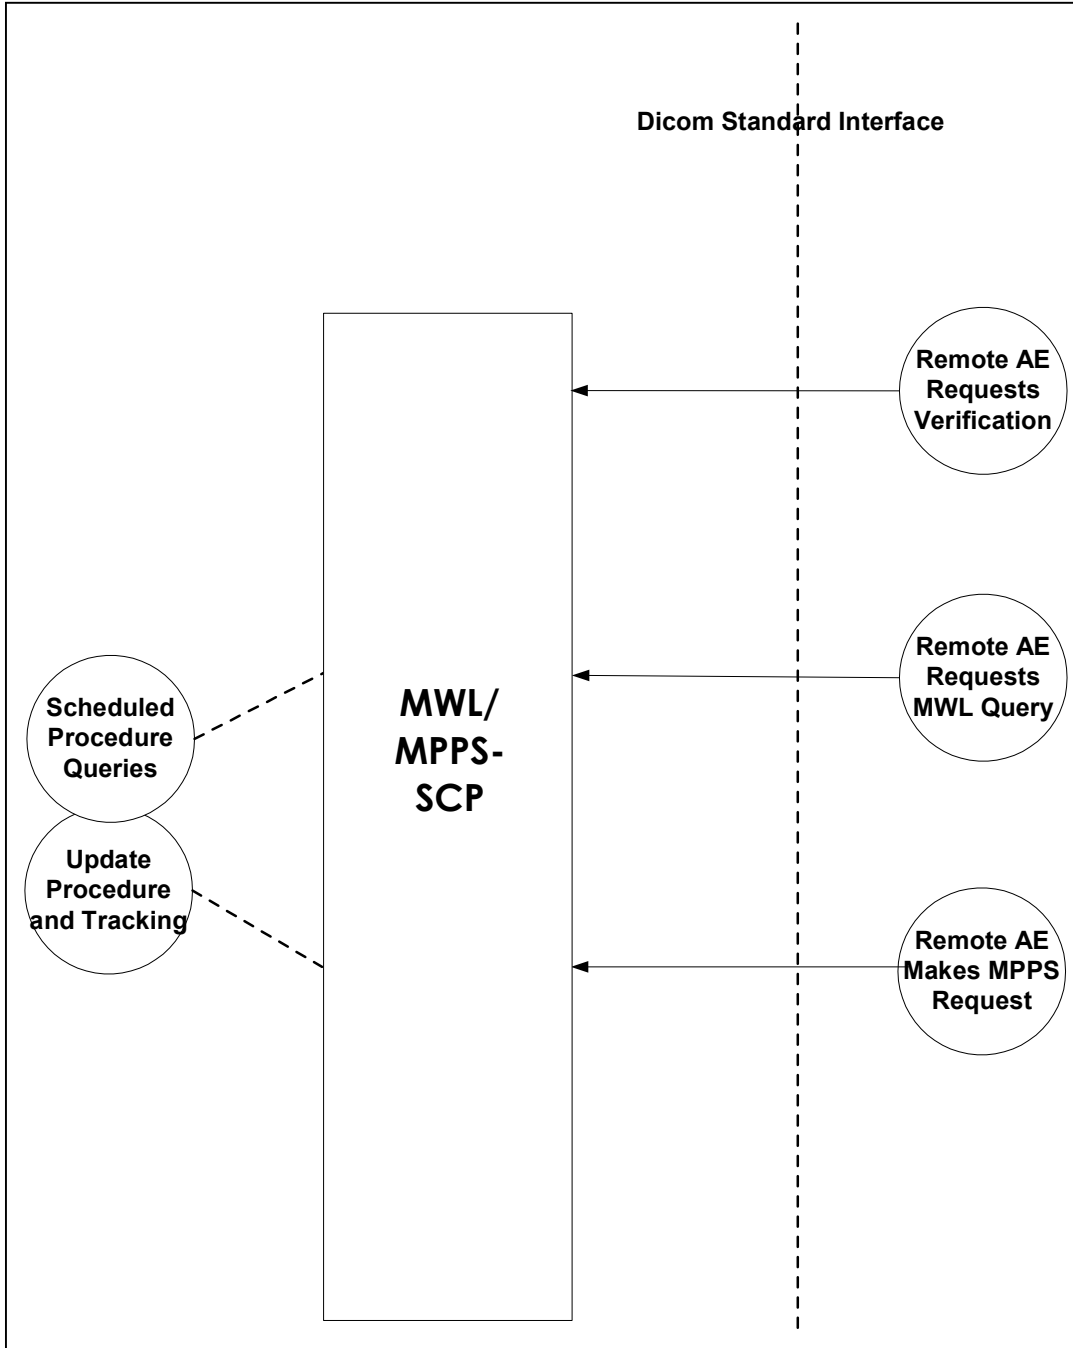 Dicom Standard Interface
Remote AE
Requests
Verification
Remote AE
Requests
MWL Query
Scheduled
Procedure
Queries
MWL/
MPPS-
SCP
Update
Procedure
and Tracking
Remote AE
Makes MPPS
Request